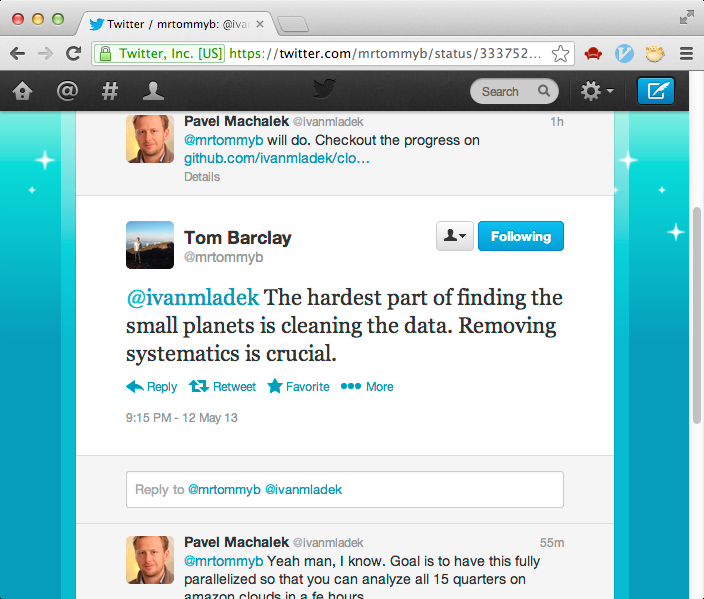 Twitter / mrtommyb: @ivan
Twitter, Inc. [US] https://twitter.com/mrtommyb/status/333752...
Search
Pavel Machalek @ivanmladek 1h
@mrtommyb will do. Checkout the progress on
github.com/ivanmladek/clo…
Details
Tom Barclay
@mrtommyb
Following
@ivanmladek The hardest part of finding the
small planets is cleaning the data. Removing
systematics is crucial.
Reply Retweet Favorite More
9:15 PM - 12 May 13
Reply to @mrtommyb @ivanmladek
Pavel Machalek @ivanmladek 55m
@mrtommyb Yeah man, I know. Goal is to have this fully
parallelized so that you can analyze all 15 quarters on
amazon clouds in a fe hours